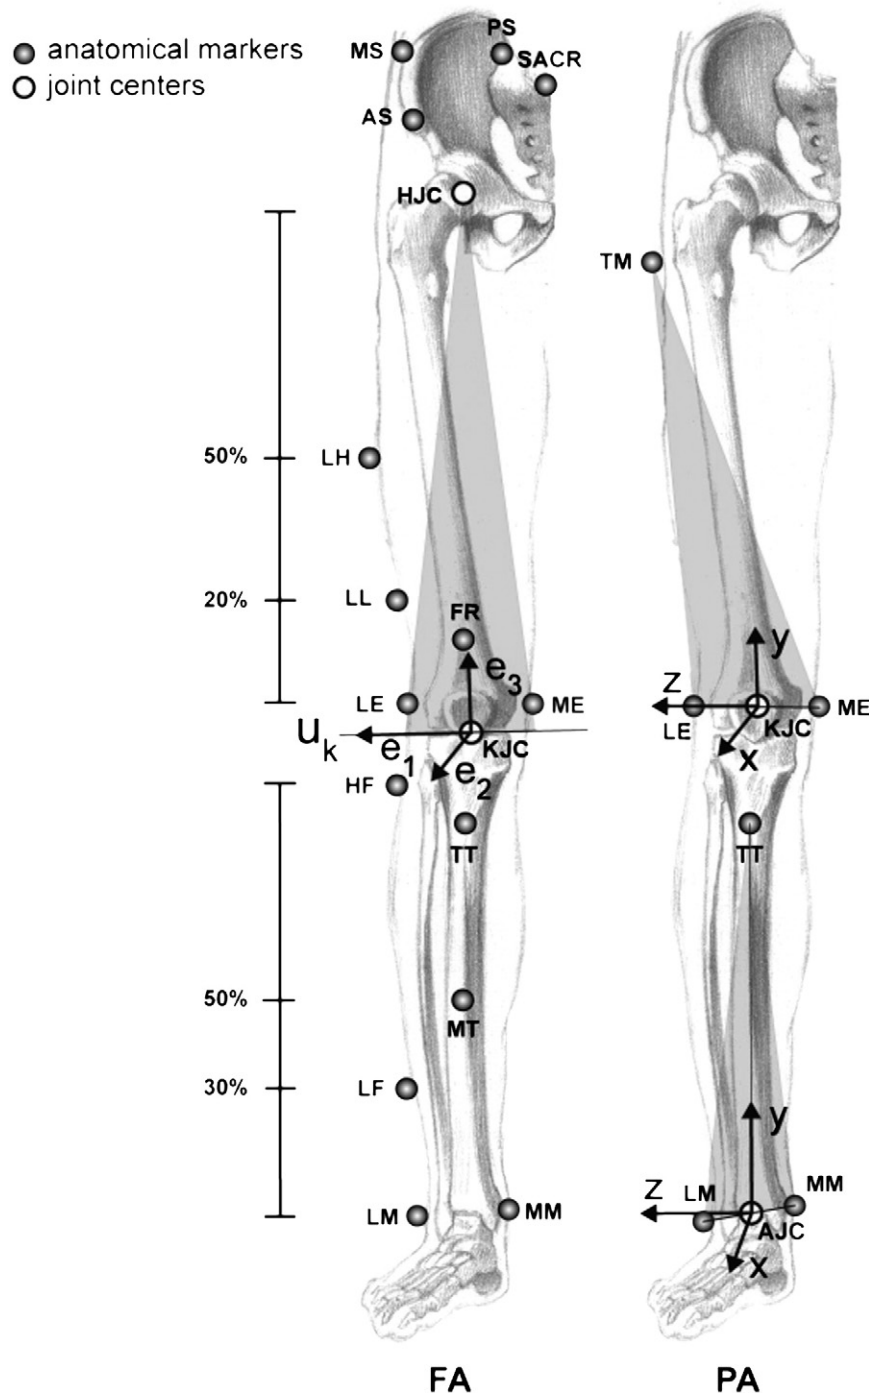 anatomical markers
joint centers
MS
PS
SACR
AS
HJC
TM
50%
LH
20%
LL
FR
e3
y
LE
ME
z
LE
KJC
ME
uk
e1
KJC
e2
x
HF
TT
TT
50%
MT
30%
LF
y
LM
MM
z
LM
MM
AJC
x
FA
PA